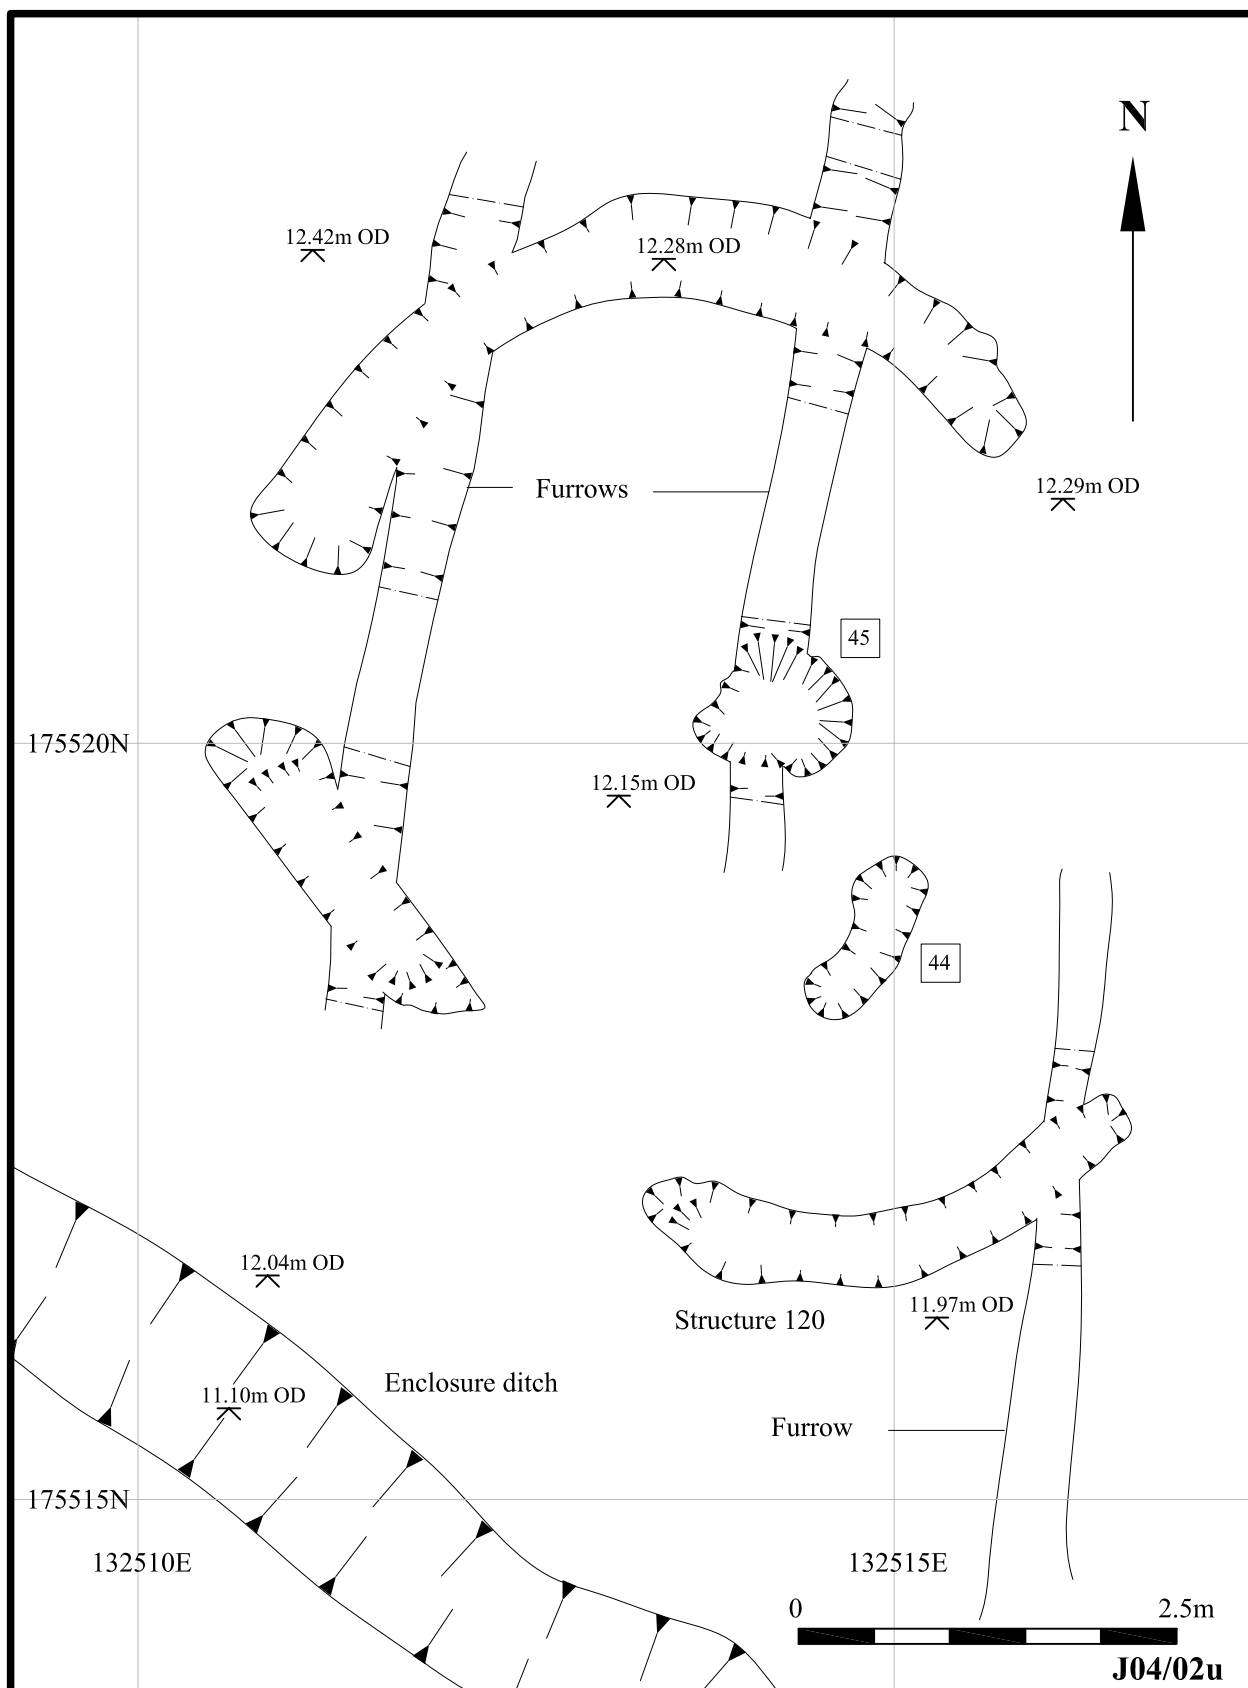 N
12.42m OD
12.28m OD
Furrows
12.29m OD
45
175520N
12.15m OD
44
12.04m OD
Structure 120
11.97m OD
Enclosure ditch
11.10m OD
Furrow
175515N
132510E
132515E
0
2.5m
J04/02u